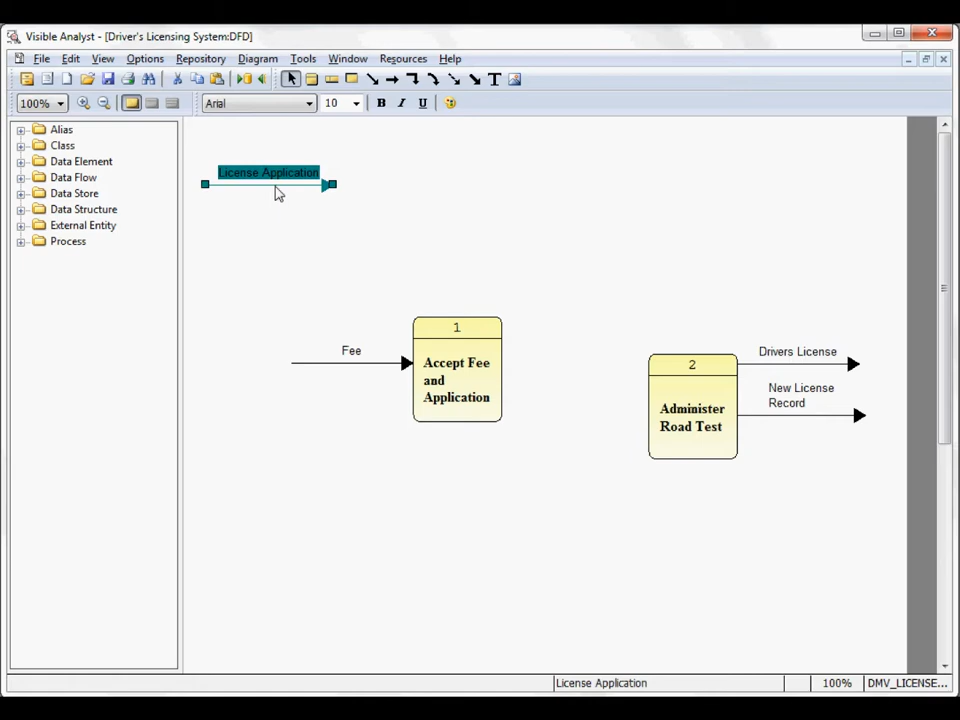 Visible Analyst - [Driver's Licensing System:DFD]
File Edit View Options Repository Diagram Tools Window Resources Help
100% Arial 10 B I U
Alias
Class
Data Element
Data Flow
Data Store
Data Structure
External Entity
Process
License Application
Fee
1
Accept Fee
and
Application
2
Administer
Road Test
Drivers License
New License
Record
License Application 100% DMV_LICENSE...